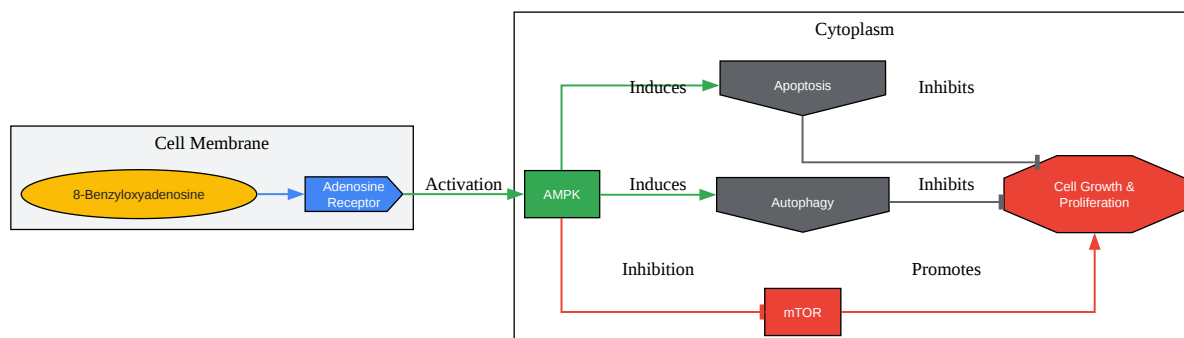 Cytoplasm
Induces
Apoptosis
Inhibits
Cell Membrane
8-Benzyloxyadenosine
Adenosine
Receptor
Activation
AMPK
Induces
Autophagy
Inhibits
Cell Growth &
Proliferation
Inhibition
Promotes
mTOR